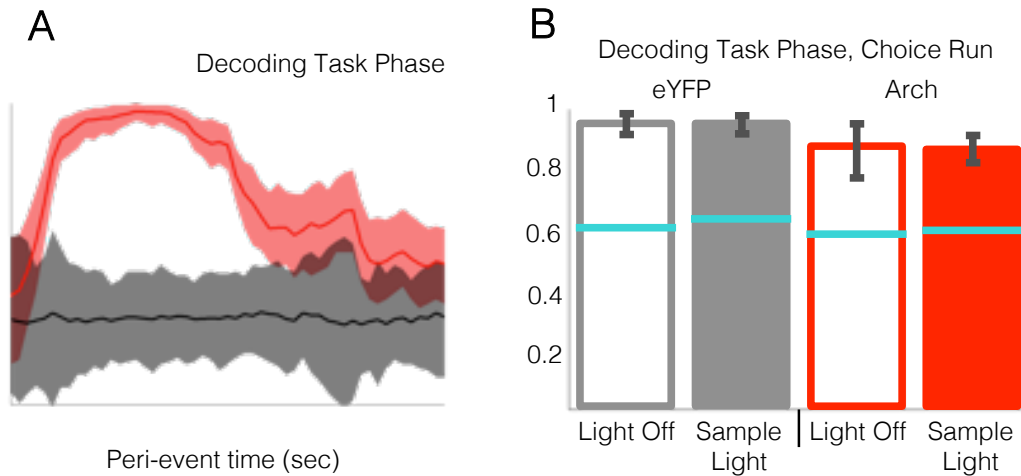 A
Decoding Task Phase
Peri-event time (sec)
B
Decoding Task Phase, Choice Run
eYFP
Arch
1
0.8
0.6
0.4
0.2
Light Off
Sample
Light
Light Off
Sample
Light